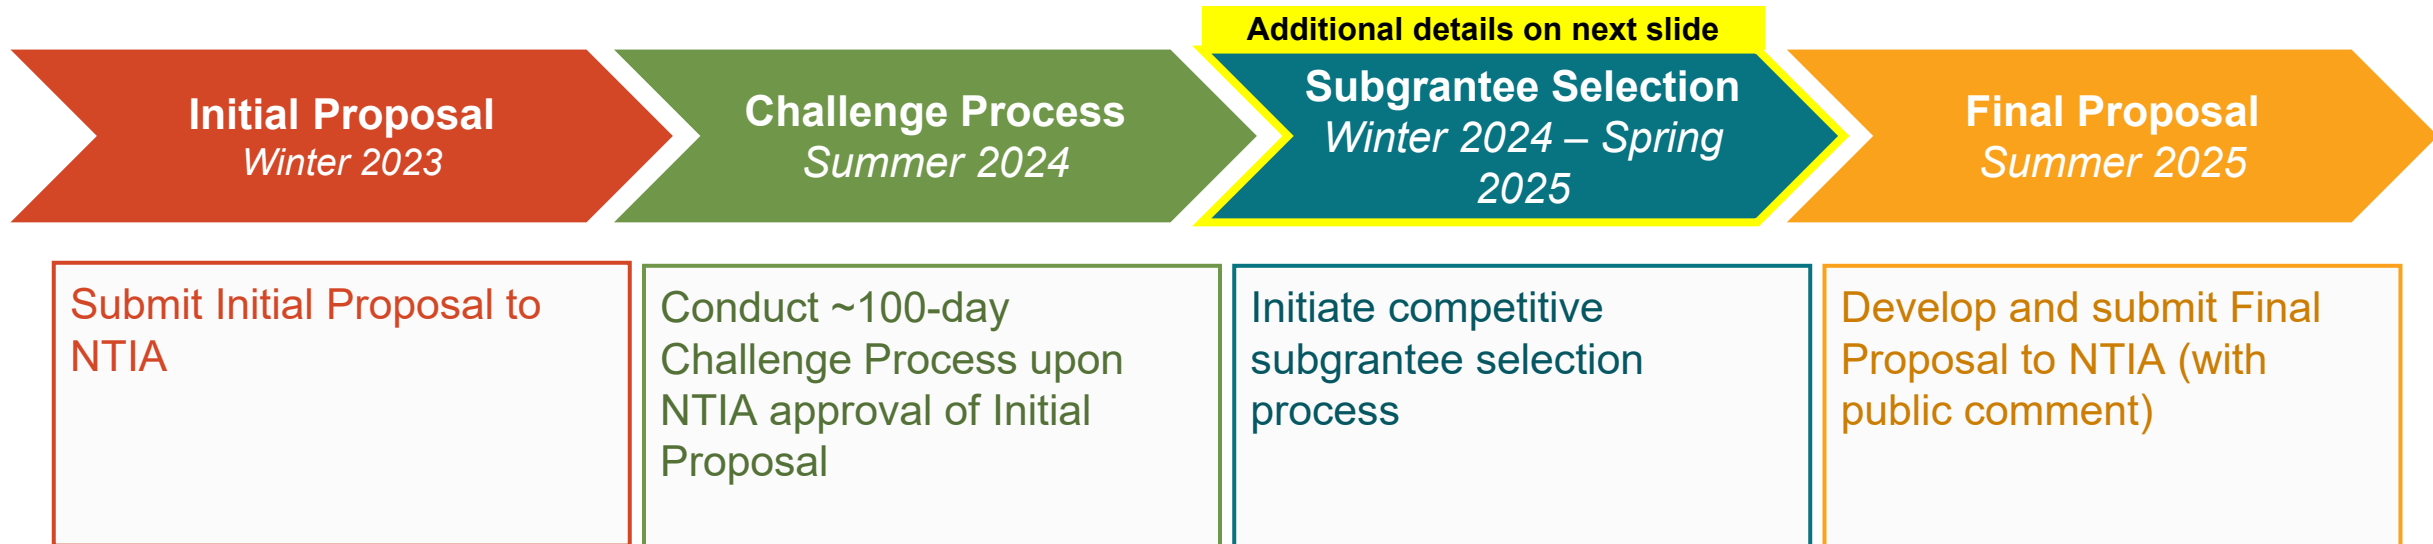 Additional details on next slide
Initial Proposal
Winter 2023
Challenge Process
Summer 2024
Subgrantee Selection
Winter 2024 – Spring
2025
Final Proposal
Summer 2025
Submit Initial Proposal to
NTIA
Conduct ~100-day
Challenge Process upon
NTIA approval of Initial
Proposal
Initiate competitive
subgrantee selection
process
Develop and submit Final
Proposal to NTIA (with
public comment)